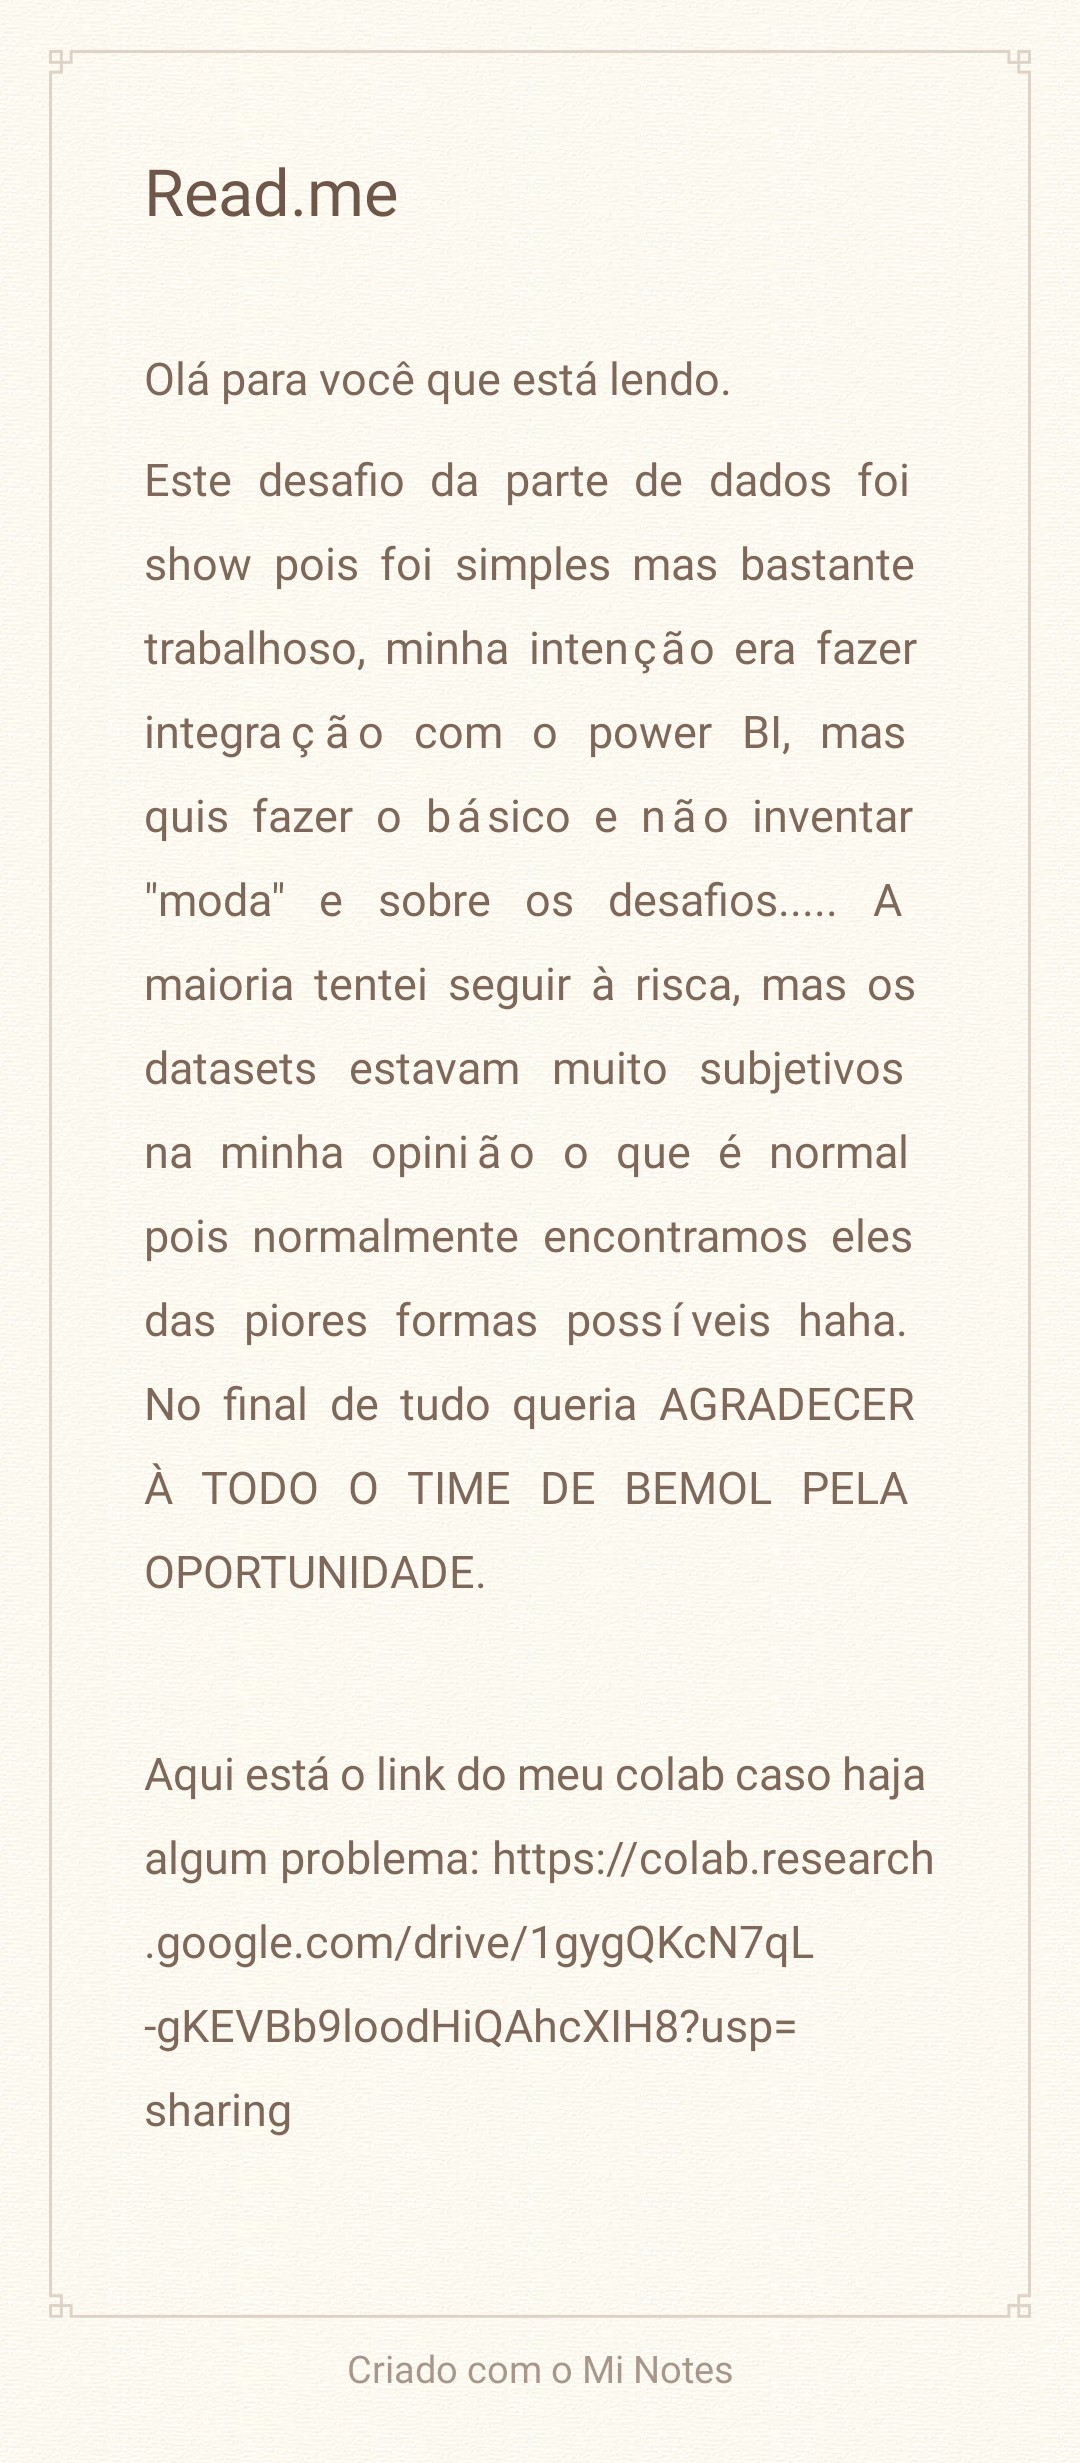 Read.me
Olá para você que está lendo.
Este desafio da parte de dados foi
show pois foi simples mas bastante
trabalhoso, minha intenção era fazer
integração com o power BI, mas
quis fazer o básico e não inventar
"moda" e sobre os desafios..... A
maioria tentei seguir à risca, mas os
datasets estavam muito subjetivos
na minha opinião o que é normal
pois normalmente encontramos eles
das piores formas possíveis haha.
No final de tudo queria AGRADECER
À TODO O TIME DE BEMOL PELA
OPORTUNIDADE.
Aqui está o link do meu colab caso haja
algum problema: https://colab.research
.google.com/drive/1gygQKcN7qL
-gKEVBb9loodHiQAhcXIH8?usp=
sharing
Criado com o Mi Notes